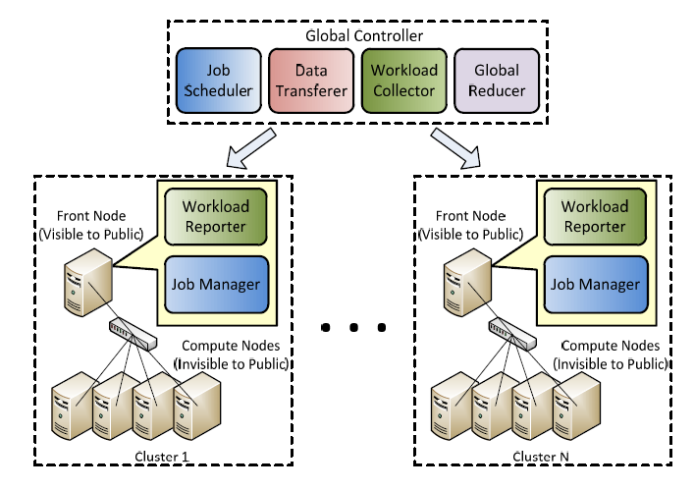 Global Controller
Job
Scheduler
Data
Transferer
Workload
Collector
Global
Reducer
Front Node
(Visible to Public)
Workload
Reporter
Job Manager
Compute Nodes
(Invisible to Public)
Cluster 1
Front Node
(Visible to Public)
Workload
Reporter
Job Manager
Compute Nodes
(Invisible to Public)
Cluster N